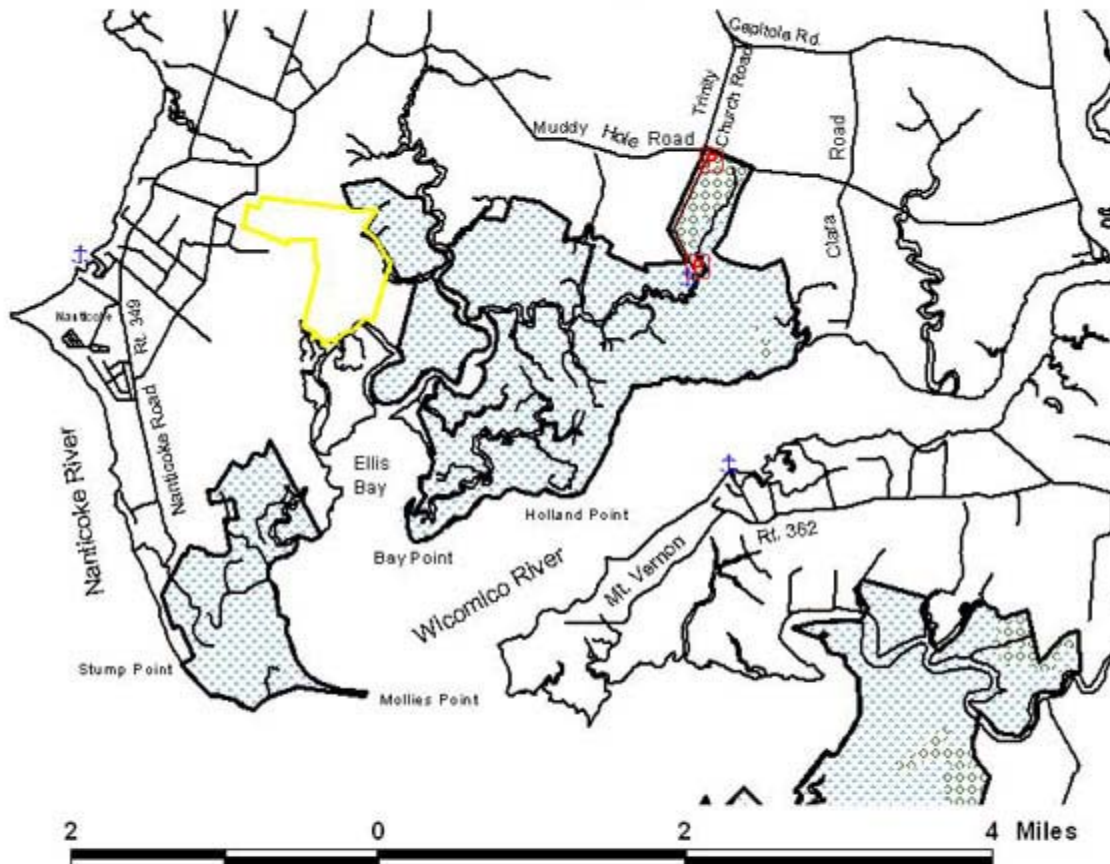 Capitola Rd.
Trinity
Church Road
Muddy Hole Road
Road
Clara
Nanticoke
Rt. 349
Nanticoke Road
Nanticoke River
Ellis
Bay
Holland Point
Bay Point
Rt. 362
Mt. Vernon
Wicomico River
Stump Point
Mollies Point
2 0 2 4 Miles